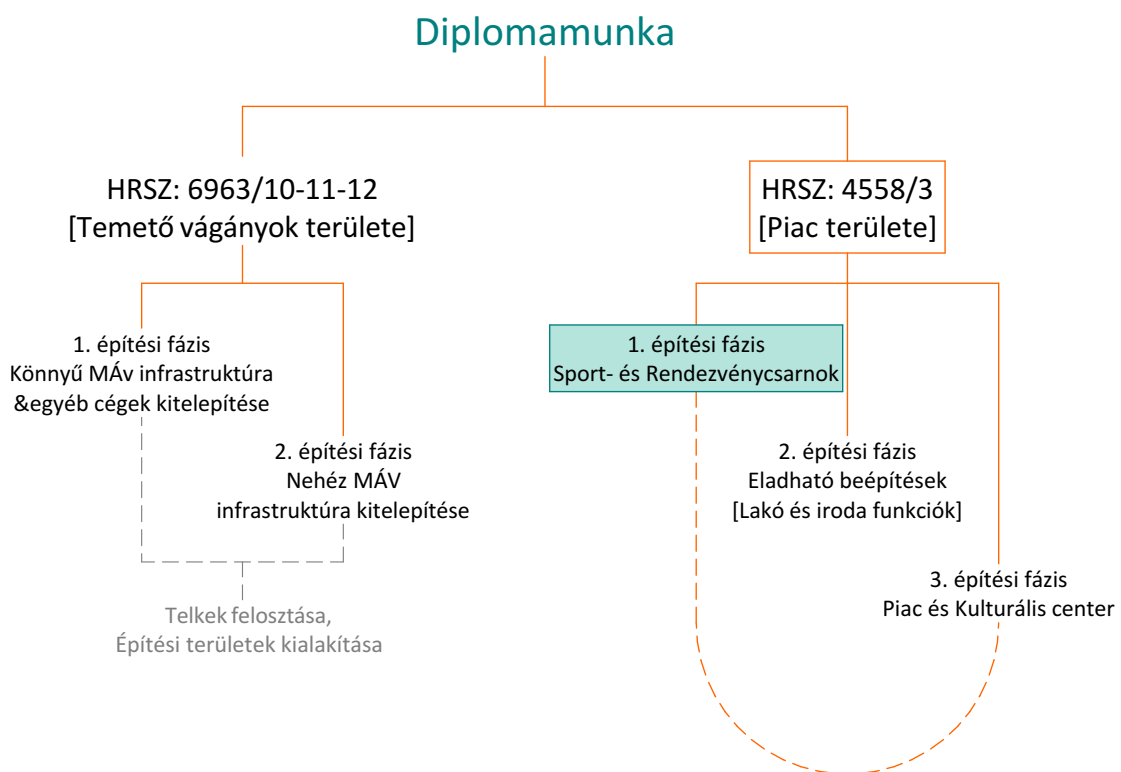 Diplomamunka
HRSZ: 6963/10-11-12
[Temető vágányok területe]
HRSZ: 4558/3
[Piac területe]
1. építési fázis
Könnyű MÁv infrastruktúra
&egyéb cégek kitelepítése
2. építési fázis
Nehéz MÁV
infrastruktúra kitelepítése
Telkek felosztása,
Építési területek kialakítása
1. építési fázis
Sport- és Rendezvénycsarnok
2. építési fázis
Eladható beépítések
[Lakó és iroda funkciók]
3. építési fázis
Piac és Kulturális center